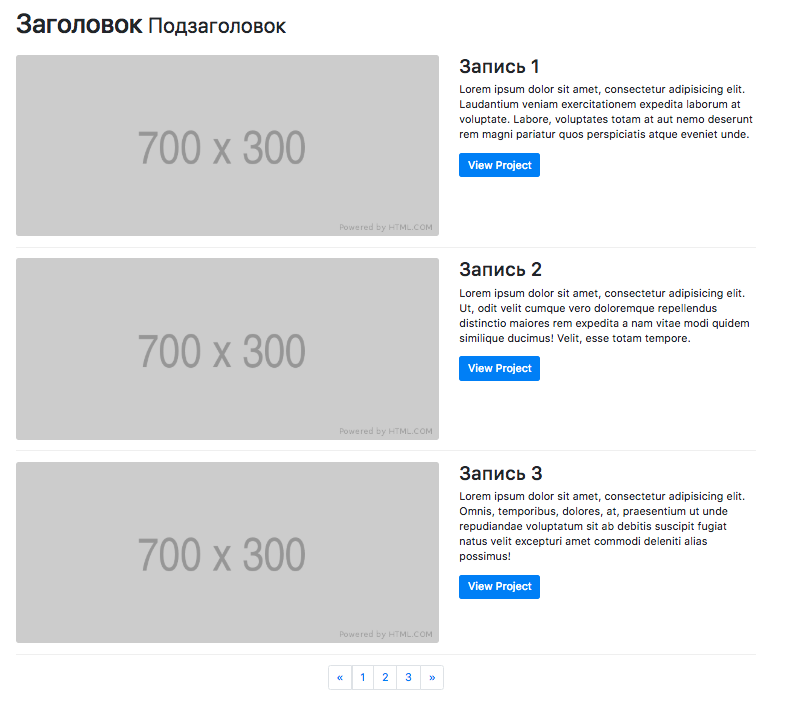 Заголовок Подзаголовок
700 x 300
Powered by HTML.COM
Запись 1
Lorem ipsum dolor sit amet, consectetur adipisicing elit.
Laudantium veniam exercitationem expedita laborum at
voluptate. Labore, voluptates totam at aut nemo deserunt
rem magni pariatur quos perspiciatis atque eveniet unde.
View Project
700 x 300
Powered by HTML.COM
Запись 2
Lorem ipsum dolor sit amet, consectetur adipisicing elit.
Ut, odit velit cumque vero doloremque repellendus
distinctio maiores rem expedita a nam vitae modi quidem
similique ducimus! Velit, esse totam tempore.
View Project
700 x 300
Powered by HTML.COM
Запись 3
Lorem ipsum dolor sit amet, consectetur adipisicing elit.
Omnis, temporibus, dolores, at, praesentium ut unde
repudiandae voluptatum sit ab debitis suscipit fugiat
natus velit excepturi amet commodi deleniti alias
possimus!
View Project
« 1 2 3 »